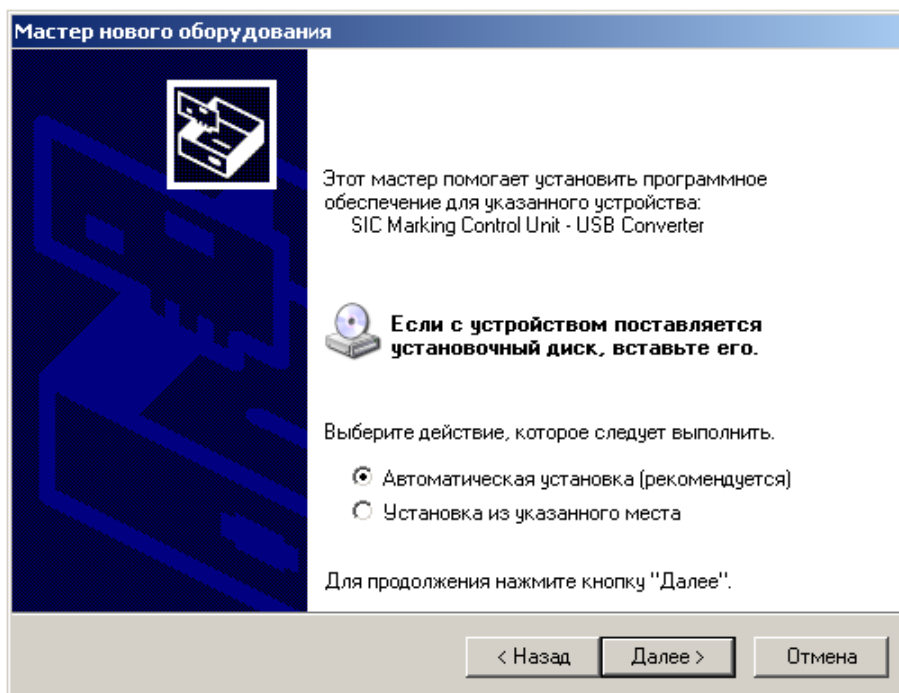 Мастер нового оборудования
Этот мастер помогает установить программное
обеспечение для указанного устройства:
SIC Marking Control Unit - USB Converter
Если с устройством поставляется
установочный диск, вставьте его.
Выберите действие, которое следует выполнить.
Автоматическая установка (рекомендуется)
Установка из указанного места
Для продолжения нажмите кнопку "Далее".
< Назад Далее > Отмена